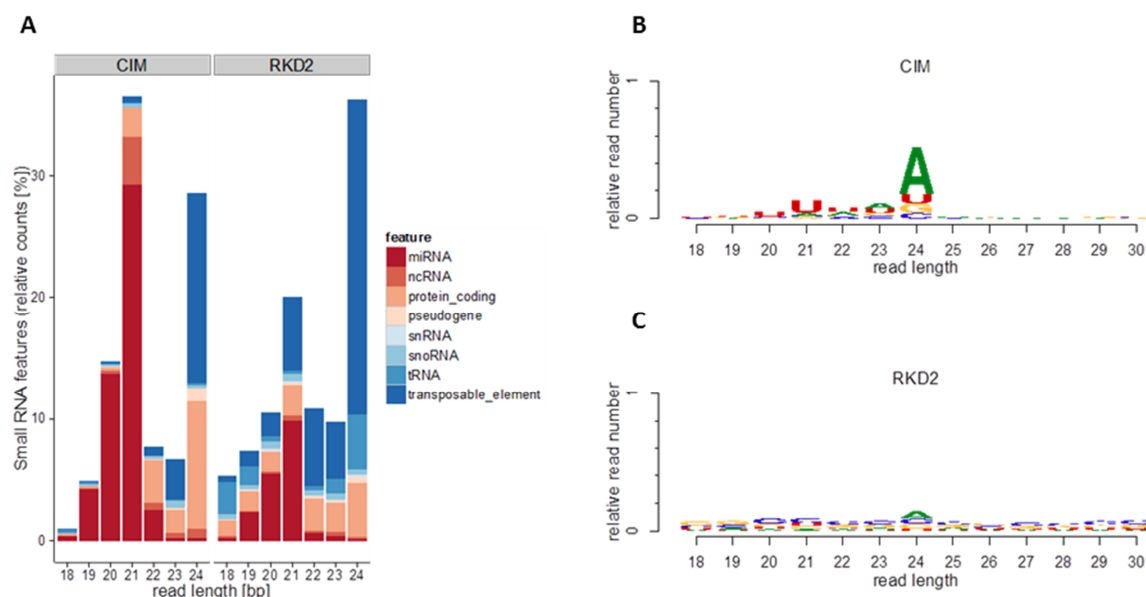 A
CIM RKD2
Small RNA features (relative counts [%])
30
20
10
0
18 19 20 21 22 23 24 18 19 20 21 22 23 24
read length [bp]
feature
miRNA
ncRNA
protein_coding
pseudogene
snRNA
snoRNA
tRNA
transposable_element
B
CIM
relative read number
1
0
U A U A
A U G
18 19 20 21 22 23 24 25 26 27 28 29 30
read length
C
RKD2
relative read number
1
0
A
18 19 20 21 22 23 24 25 26 27 28 29 30
read length